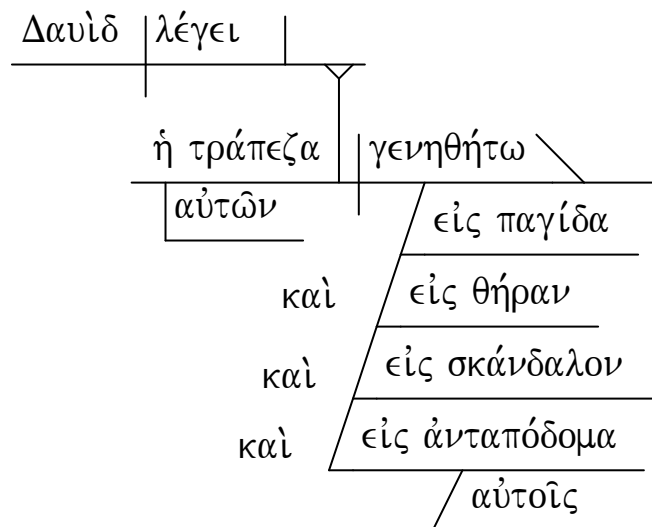 Δαυὶδ λέγει
ἡ τράπεζα γενηθήτω
αὐτῶν εἰς παγίδα
καὶ εἰς θήραν
καὶ εἰς σκάνδαλον
καὶ εἰς ἀνταπόδομα
αὐτοῖς